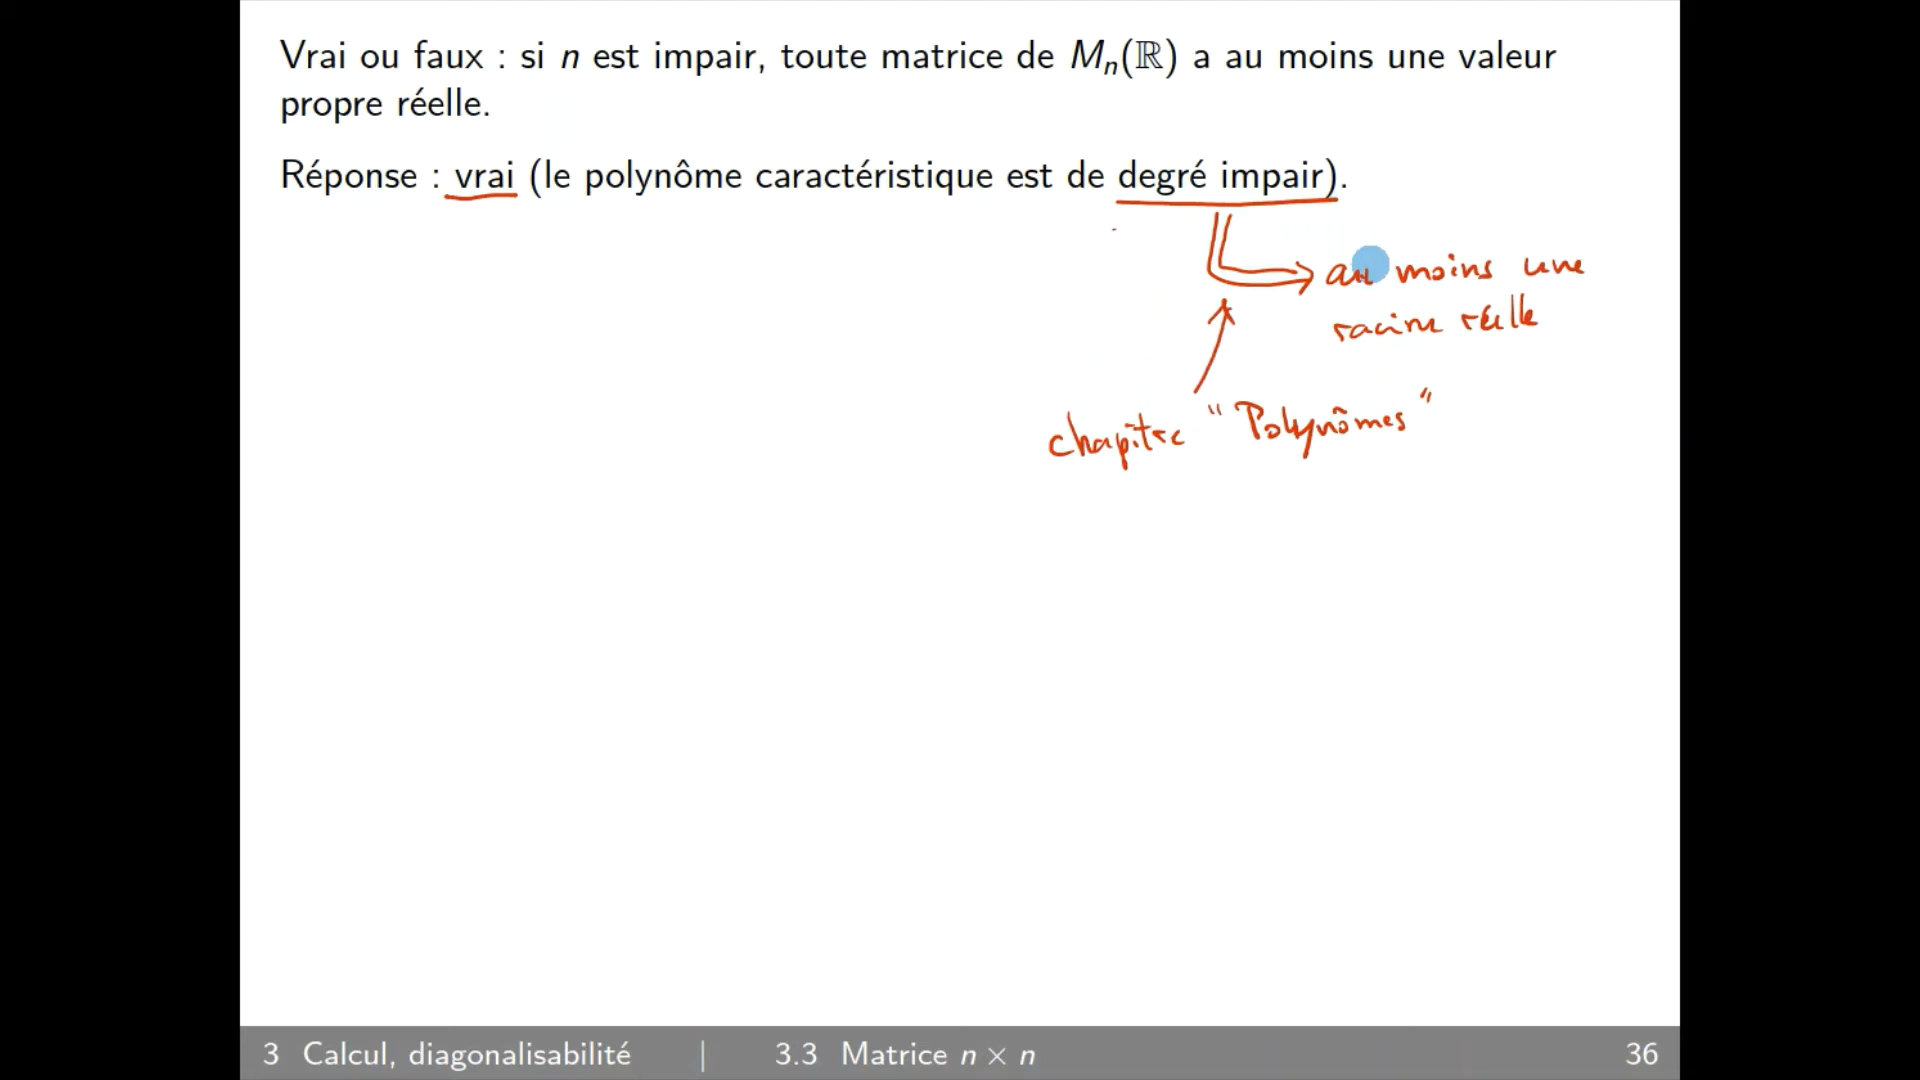 Vrai ou faux : si n est impair, toute matrice de Mₙ(ℝ) a au moins une valeur
propre réelle.
Réponse : vrai (le polynôme caractéristique est de degré impair).
au moins une
racine réelle
chapitre "Polynômes"
3 Calcul, diagonalisabilité | 3.3 Matrice n × n 36